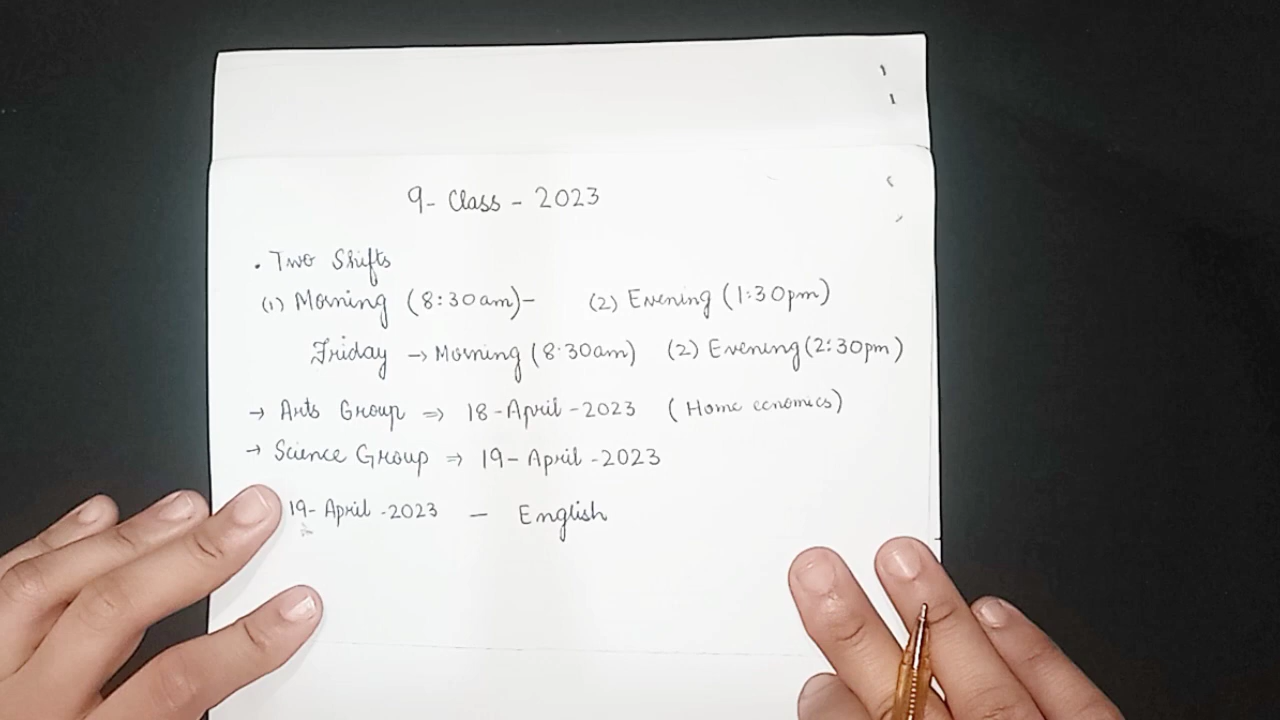 9- Class - 2023
. Two Shifts
(1) Morning (8:30am)- (2) Evening (1:30pm)
Friday → Morning (8:30am) (2) Evening (2:30pm)
→ Arts Group ⇒ 18-April-2023 (Home ecnomics)
→ Science Group ⇒ 19-April-2023
19-April-2023 - English